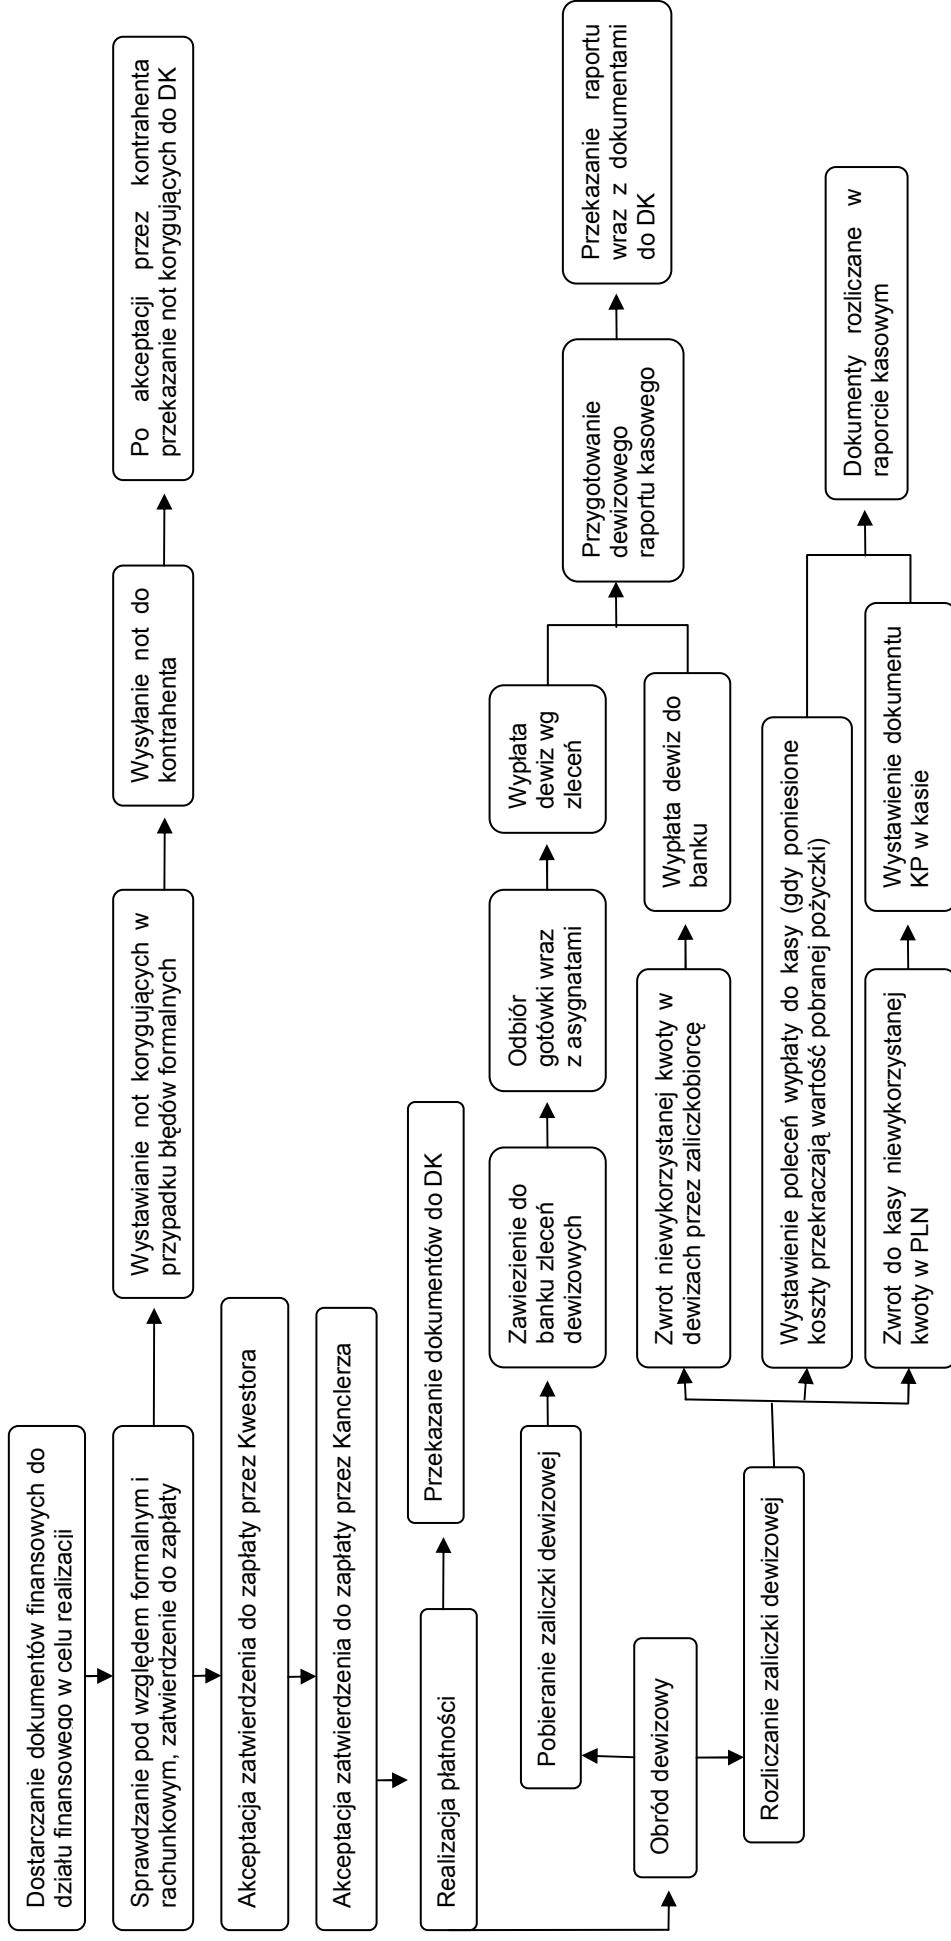 Dostarczanie dokumentów finansowych do
działu finansowego w celu realizacji
Sprawdzanie pod względem formalnym i
rachunkowym, zatwierdzenie do zapłaty
Wystawianie not korygujących w
przypadku błędów formalnych
Wysyłanie not do
kontrahenta
Po akceptacji przez kontrahenta
przekazanie not korygujących do DK
Akceptacja zatwierdzenia do zapłaty przez Kwestora
Akceptacja zatwierdzenia do zapłaty przez Kanclerza
Realizacja płatności
Przekazanie dokumentów do DK
Pobieranie zaliczki dewizowej
Zawiezienie do
banku zleceń
dewizowych
Odbiór
gotówki wraz
z asygnatami
Wypłata
dewiz wg
zleceń
Przygotowanie
dewizowego
raportu kasowego
Przekazanie raportu
wraz z dokumentami
do DK
Obród dewizowy
Zwrot niewykorzystanej kwoty w
dewizach przez zaliczkobiorcę
Wypłata dewiz do
banku
Rozliczanie zaliczki dewizowej
Wystawienie poleceń wypłaty do kasy (gdy poniesione
koszty przekraczają wartość pobranej pożyczki)
Zwrot do kasy niewykorzystanej
kwoty w PLN
Wystawienie dokumentu
KP w kasie
Dokumenty rozliczane w
raporcie kasowym